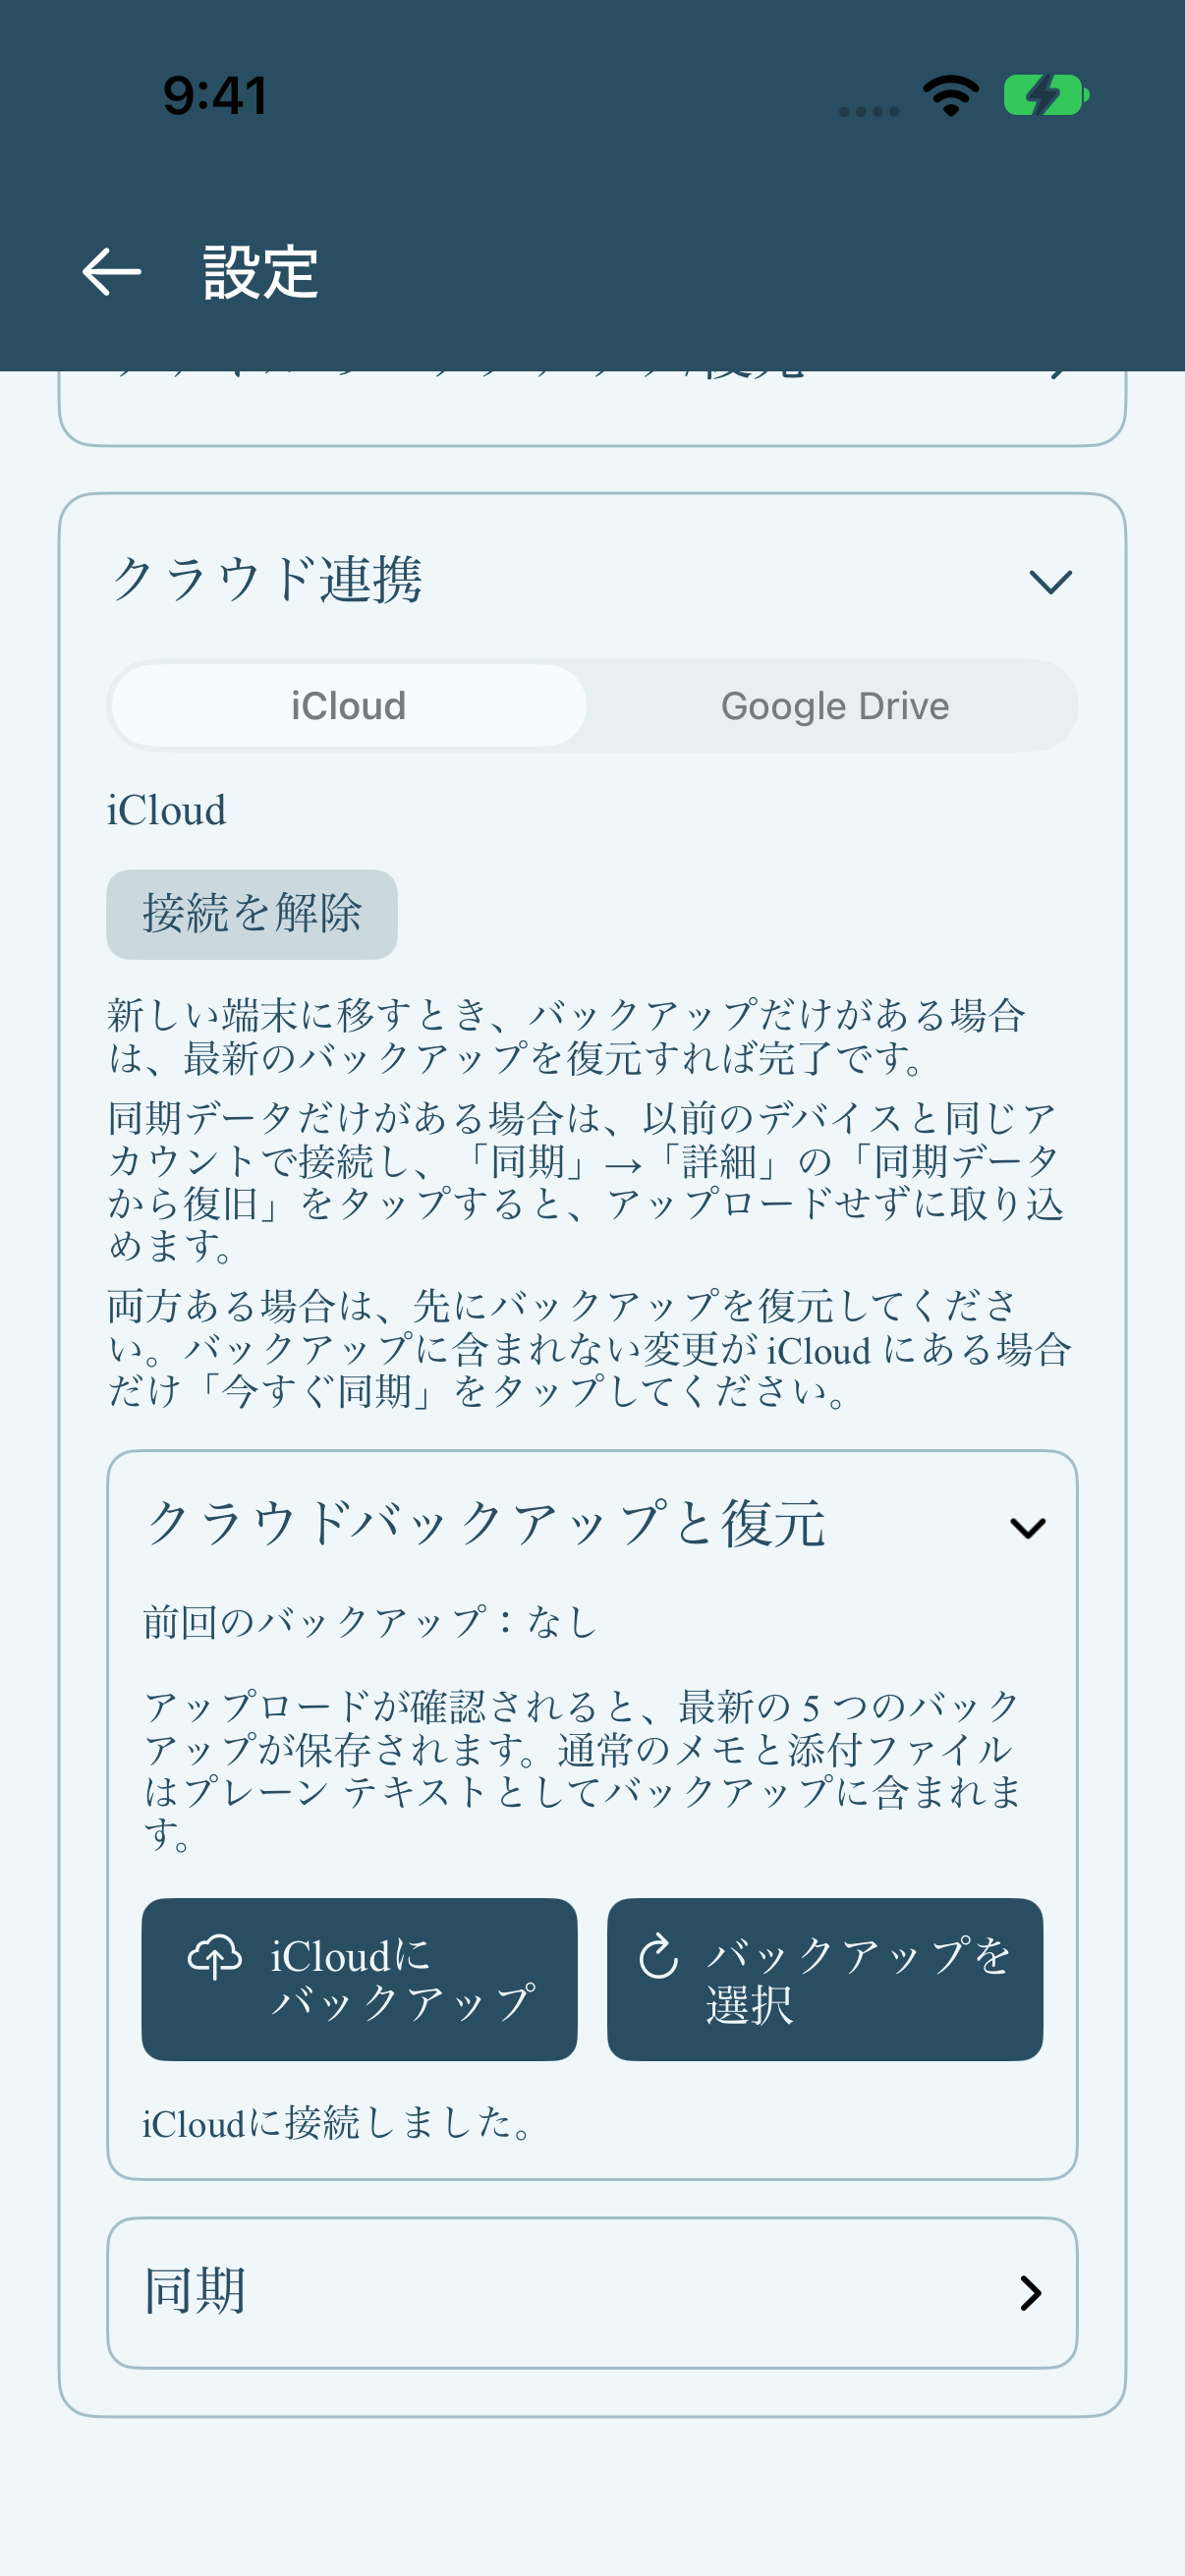 9:41
設定
クラウド連携
iCloud
Google Drive
iCloud
接続を解除
新しい端末に移すとき、バックアップだけがある場合
は、最新のバックアップを復元すれば完了です。
同期データだけがある場合は、以前のデバイスと同じア
カウントで接続し、「同期」→「詳細」の「同期データ
から復旧」をタップすると、アップロードせずに取り込
めます。
両方ある場合は、先にバックアップを復元してくださ
い。バックアップに含まれない変更が iCloud にある場合
だけ「今すぐ同期」をタップしてください。
クラウドバックアップと復元
前回のバックアップ：なし
アップロードが確認されると、最新の 5 つのバック
アップが保存されます。通常のメモと添付ファイル
はプレーン テキストとしてバックアップに含まれま
す。
iCloudに
バックアップ
バックアップを
選択
iCloudに接続しました。
同期